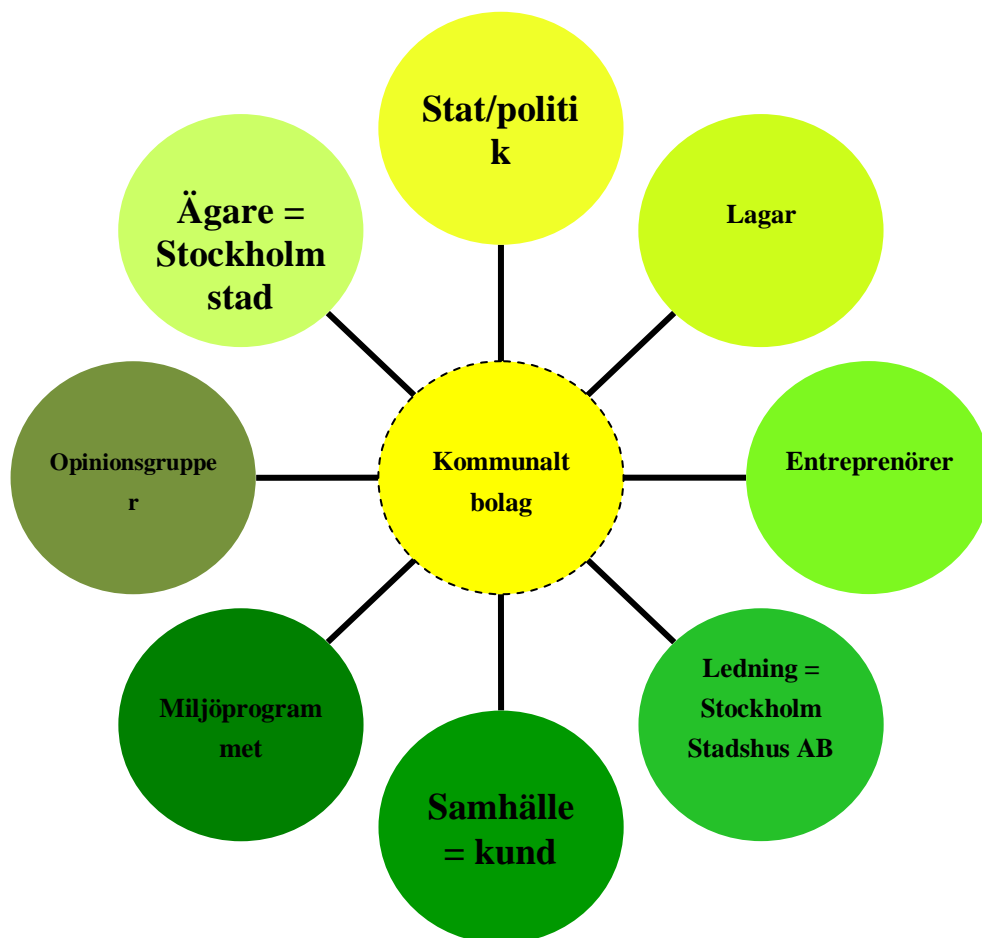 Stat/politi
k
Lagar
Entreprenörer
Ledning =
Stockholm
Stadshus AB
Samhälle
= kund
Miljöprogram
met
Opinionsgruppe
r
Ägare =
Stockholm
stad
Kommunalt
bolag